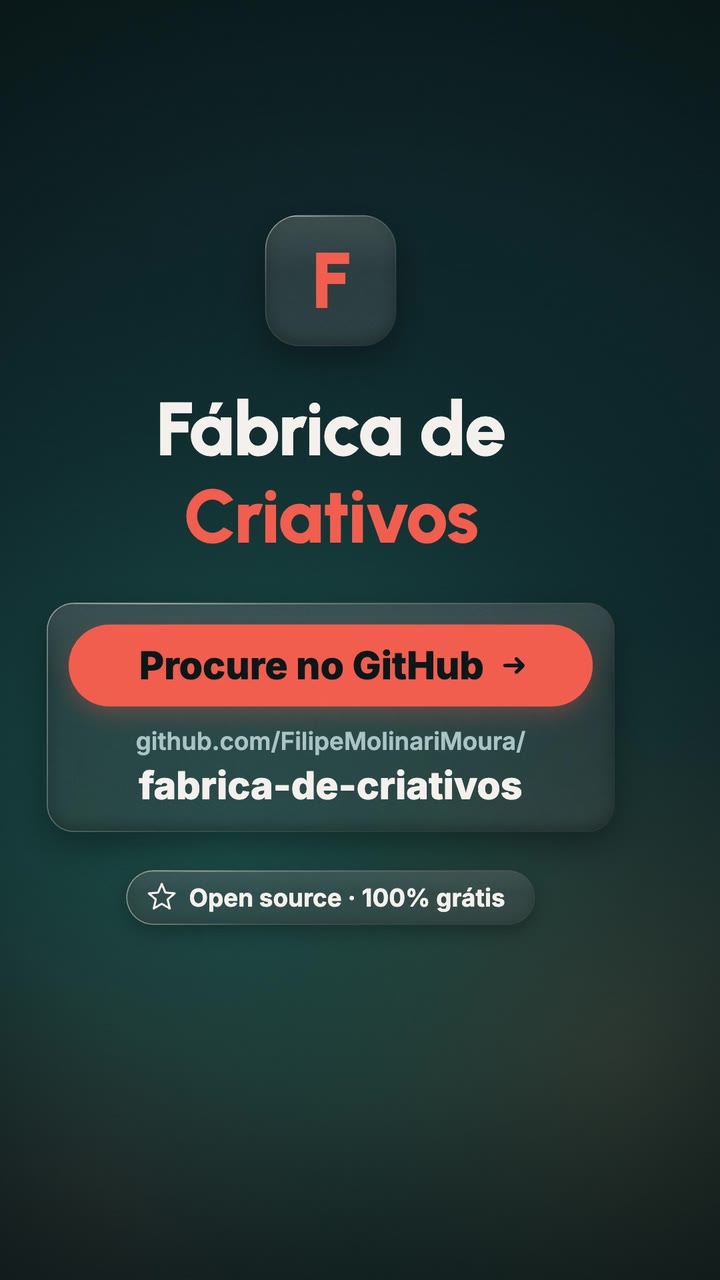 F
Fábrica de
Criativos
Procure no GitHub →
github.com/FilipeMolinariMoura/
fabrica-de-criativos
Open source · 100% grátis